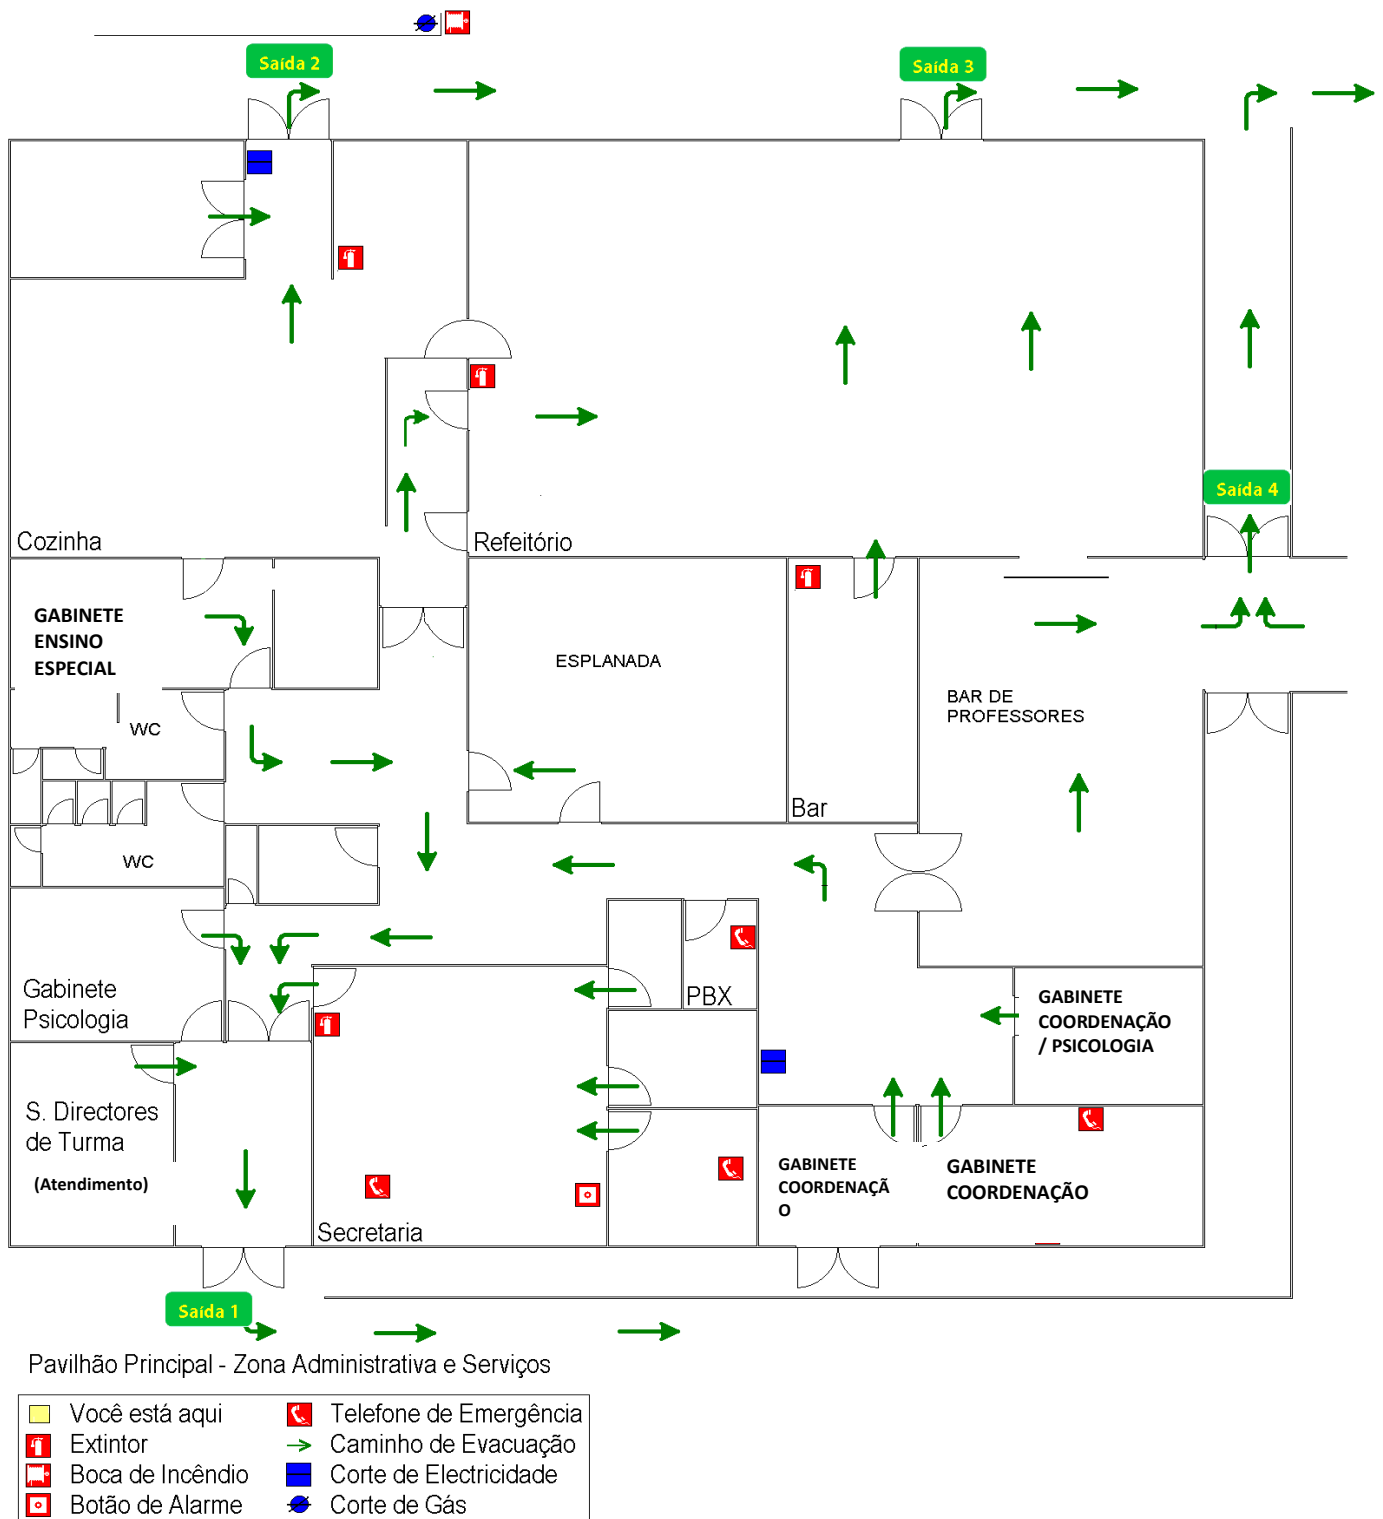 Saída 2
Saída 3
Saída 4
Cozinha
Refeitório
GABINETE
ENSINO
ESPECIAL
ESPLANADA
BAR DE
PROFESSORES
WC
Bar
WC
Gabinete
Psicologia
PBX
GABINETE
COORDENAÇÃO
/ PSICOLOGIA
S. Directores
de Turma
(Atendimento)
Secretaria
GABINETE
COORDENAÇÃ
O
GABINETE
COORDENAÇÃO
Saída 1
Pavilhão Principal - Zona Administrativa e Serviços
Você está aqui
Telefone de Emergência
Extintor
Caminho de Evacuação
Boca de Incêndio
Corte de Electricidade
Botão de Alarme
Corte de Gás